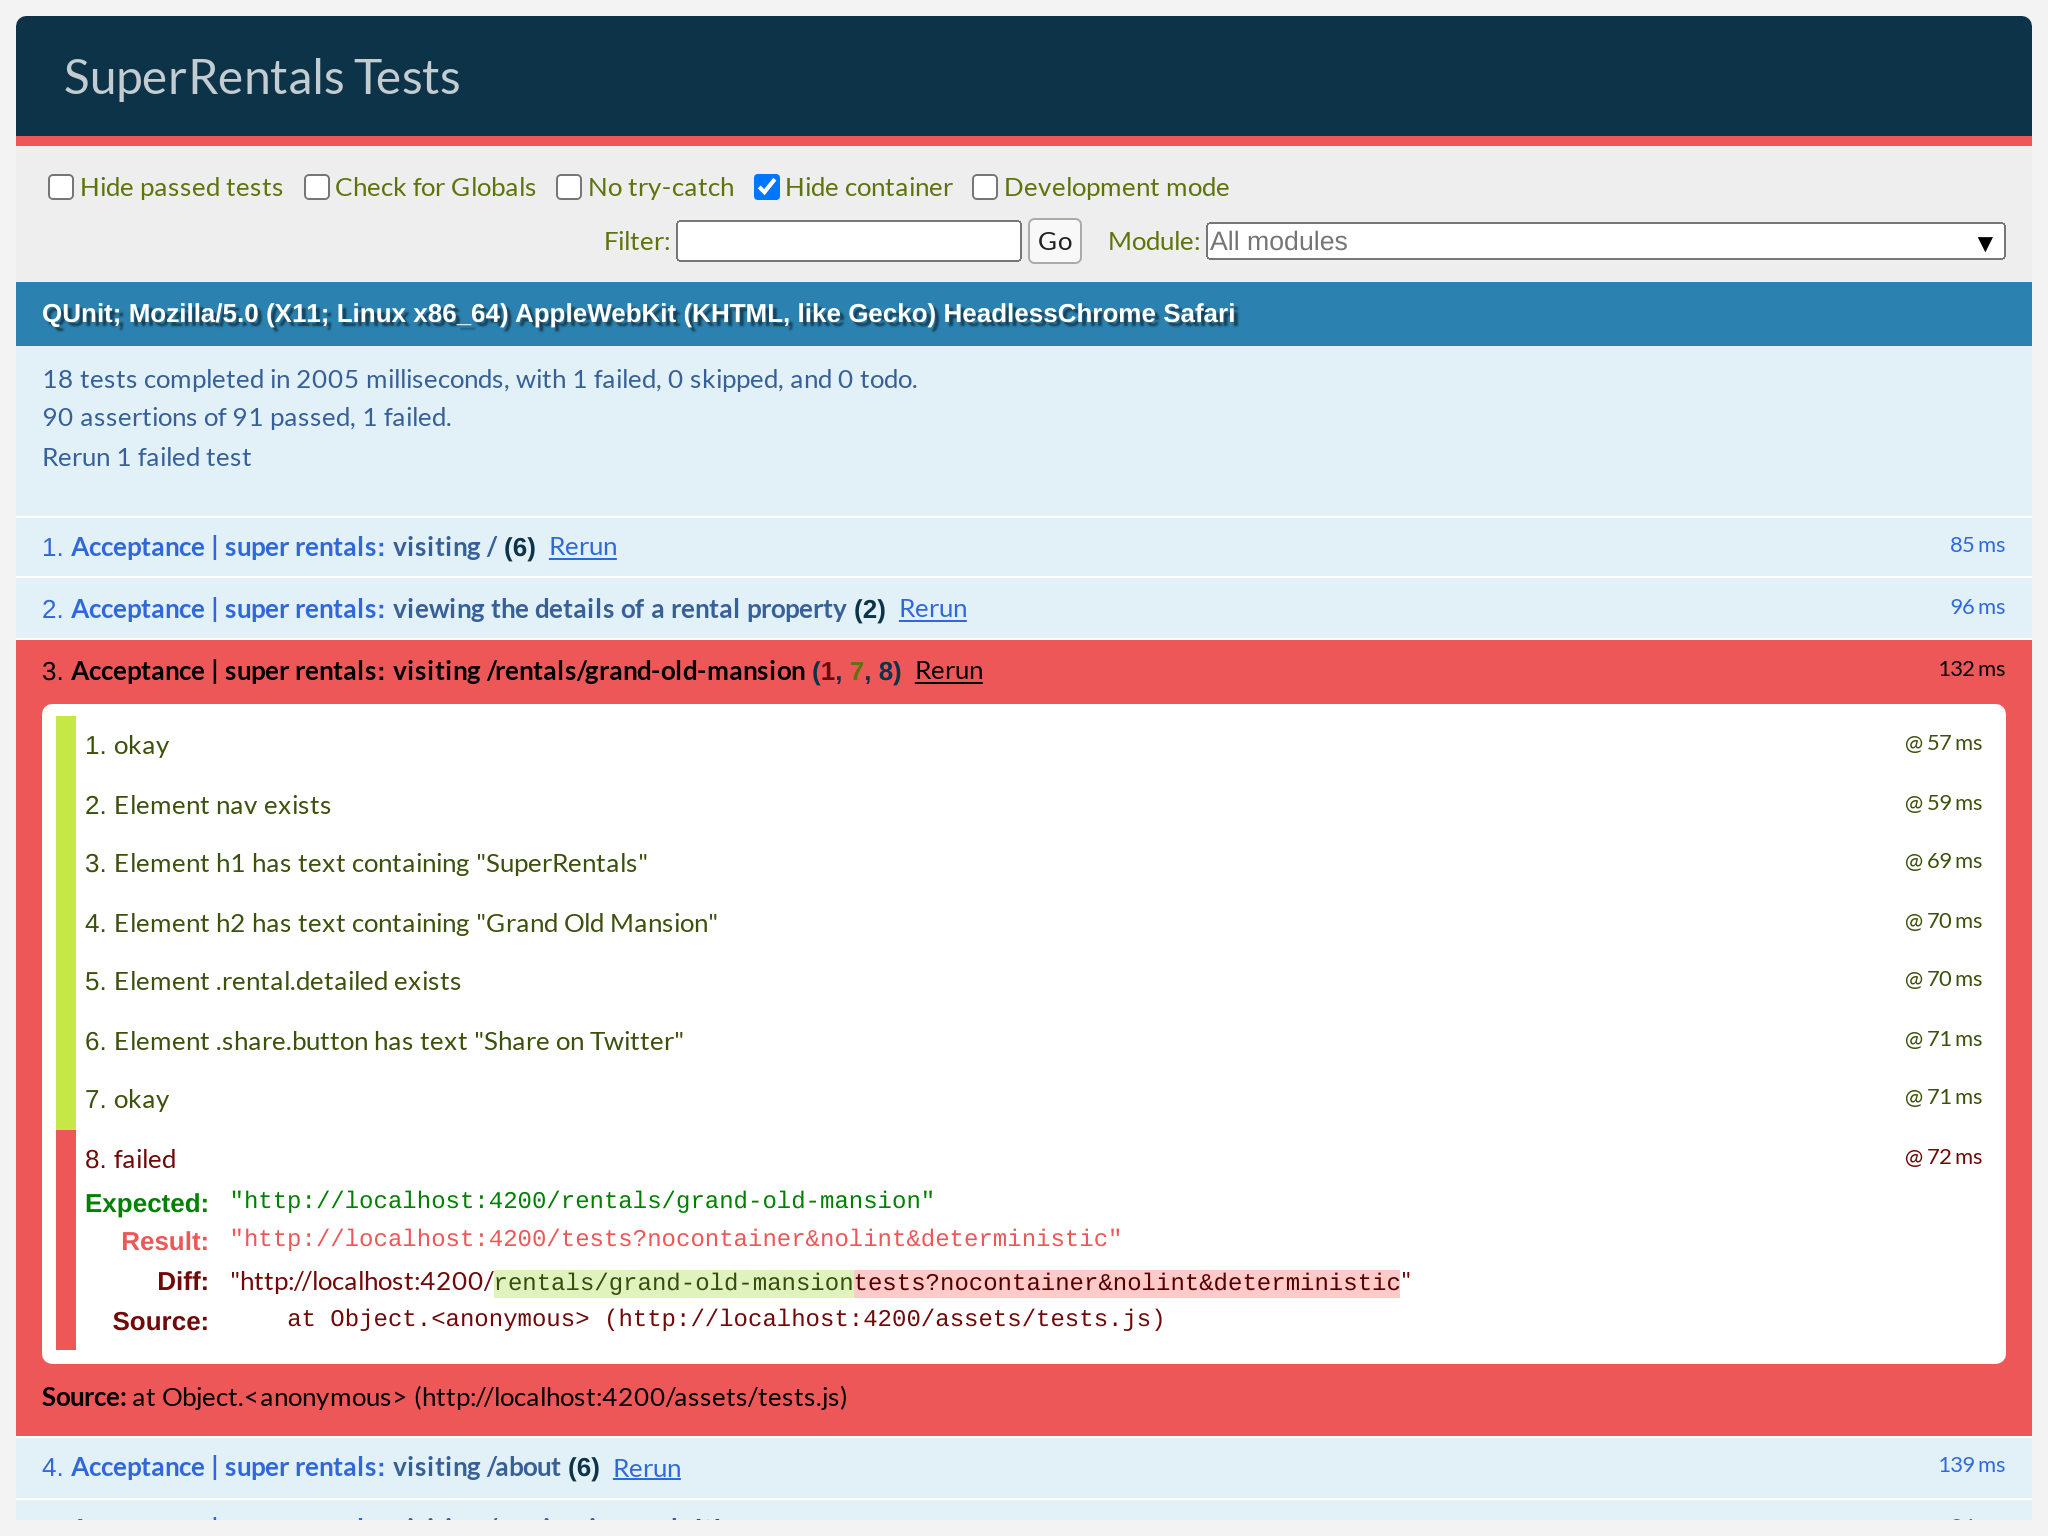 SuperRentals Tests
Hide passed tests Check for Globals No try-catch Hide container Development mode
Filter: Go Module: All modules ▼
QUnit; Mozilla/5.0 (X11; Linux x86_64) AppleWebKit (KHTML, like Gecko) HeadlessChrome Safari
18 tests completed in 2005 milliseconds, with 1 failed, 0 skipped, and 0 todo.
90 assertions of 91 passed, 1 failed.
Rerun 1 failed test
1. Acceptance | super rentals: visiting / (6) Rerun 85 ms
2. Acceptance | super rentals: viewing the details of a rental property (2) Rerun 96 ms
3. Acceptance | super rentals: visiting /rentals/grand-old-mansion (1, 7, 8) Rerun 132 ms
1. okay @ 57 ms
2. Element nav exists @ 59 ms
3. Element h1 has text containing "SuperRentals" @ 69 ms
4. Element h2 has text containing "Grand Old Mansion" @ 70 ms
5. Element .rental.detailed exists @ 70 ms
6. Element .share.button has text "Share on Twitter" @ 71 ms
7. okay @ 71 ms
8. failed @ 72 ms
Expected: "http://localhost:4200/rentals/grand-old-mansion"
Result: "http://localhost:4200/tests?nocontainer&nolint&deterministic"
Diff: "http://localhost:4200/rentals/grand-old-mansiontests?nocontainer&nolint&deterministic"
Source: at Object.<anonymous> (http://localhost:4200/assets/tests.js)
Source: at Object.<anonymous> (http://localhost:4200/assets/tests.js)
4. Acceptance | super rentals: visiting /about (6) Rerun 139 ms